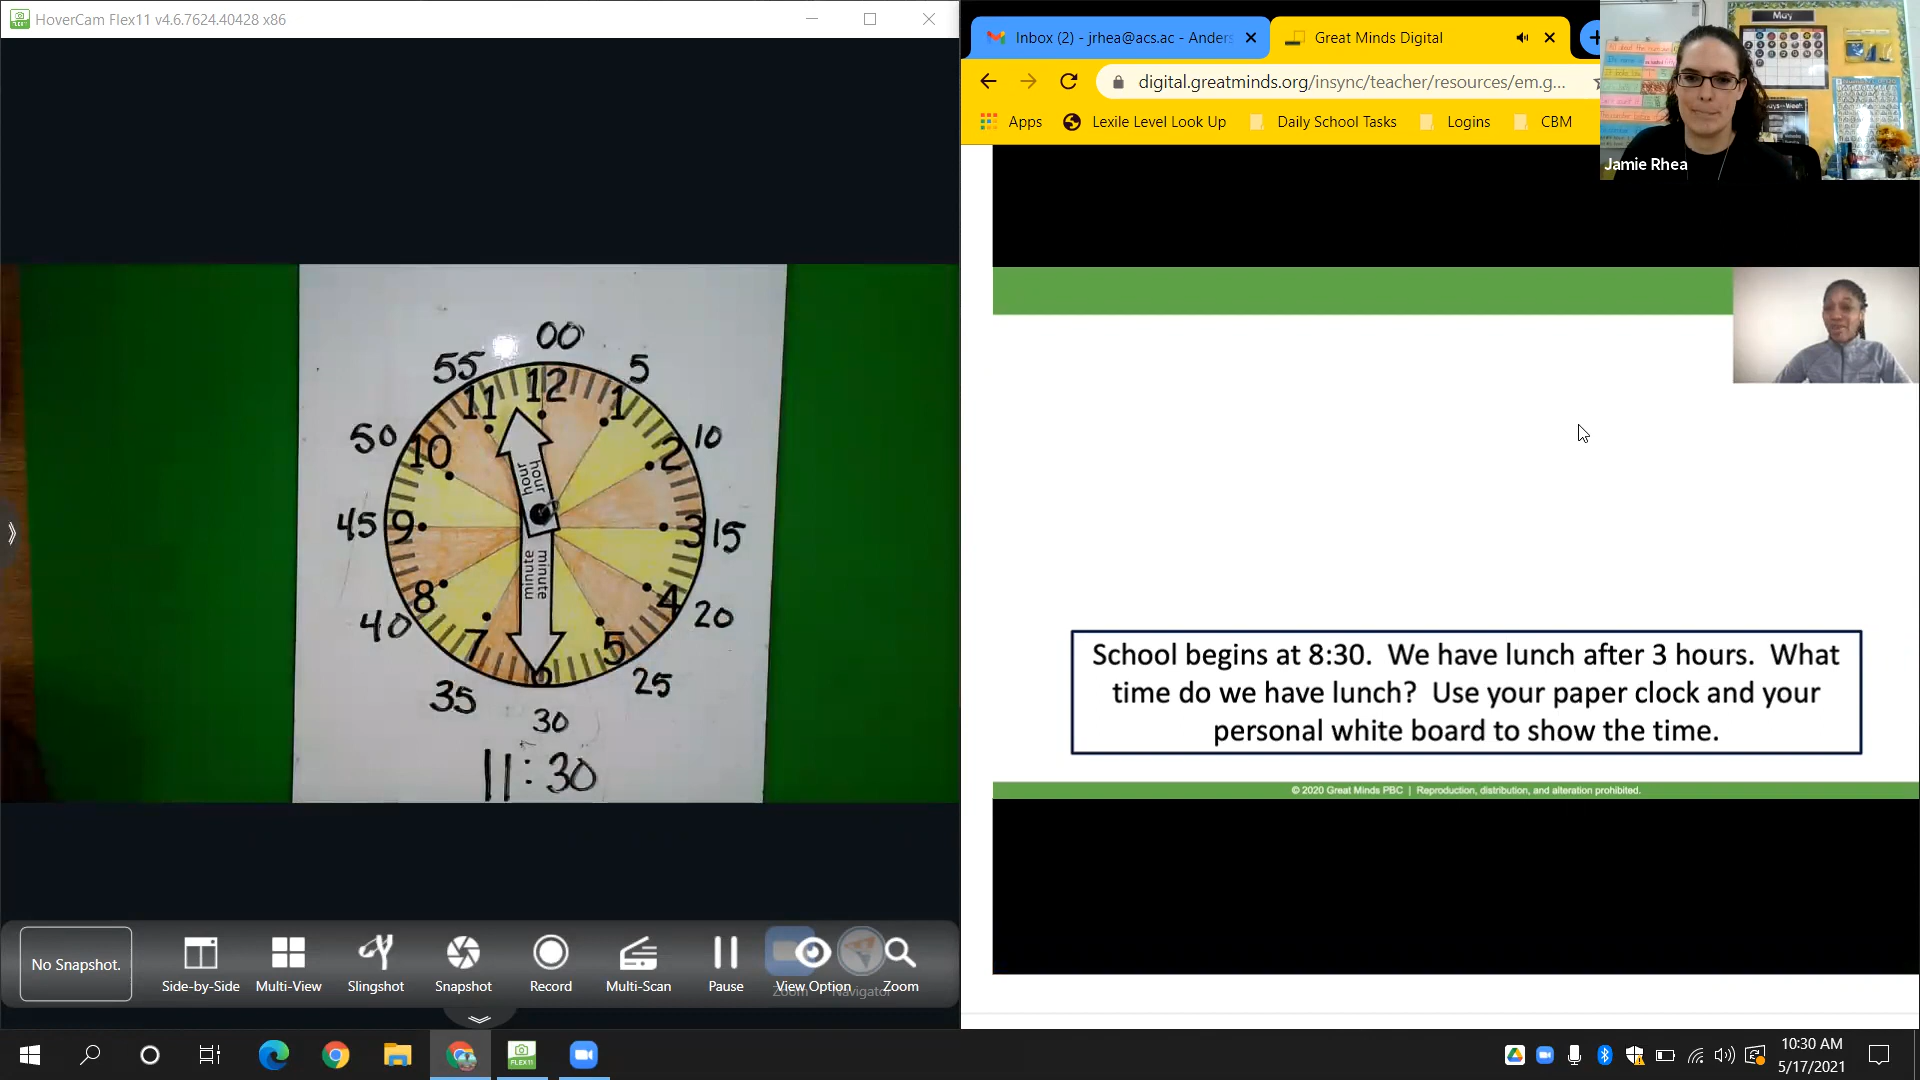 HoverCam Flex11 v4.6.7624.40428 x86
00
55
5
12
11
1
50
10
10
2
45
9
3
15
hour
hour
minute
minute
8
4
40
20
7
5
6
35
25
30
11:30
No Snapshot.
Side-by-Side
Multi-View
Slingshot
Snapshot
Record
Multi-Scan
Pause
View Option
Zoom
Zoom
Navigator
Inbox (2) - jrhea@acs.ac - Anders
Great Minds Digital
digital.greatminds.org/insync/teacher/resources/em.g...
Apps
Lexile Level Look Up
Daily School Tasks
Logins
CBM
May
Jamie Rhea
School begins at 8:30. We have lunch after 3 hours. What
time do we have lunch? Use your paper clock and your
personal white board to show the time.
© 2020 Great Minds PBC | Reproduction, distribution, and alteration prohibited.
FLEX11
10:30 AM
5/17/2021